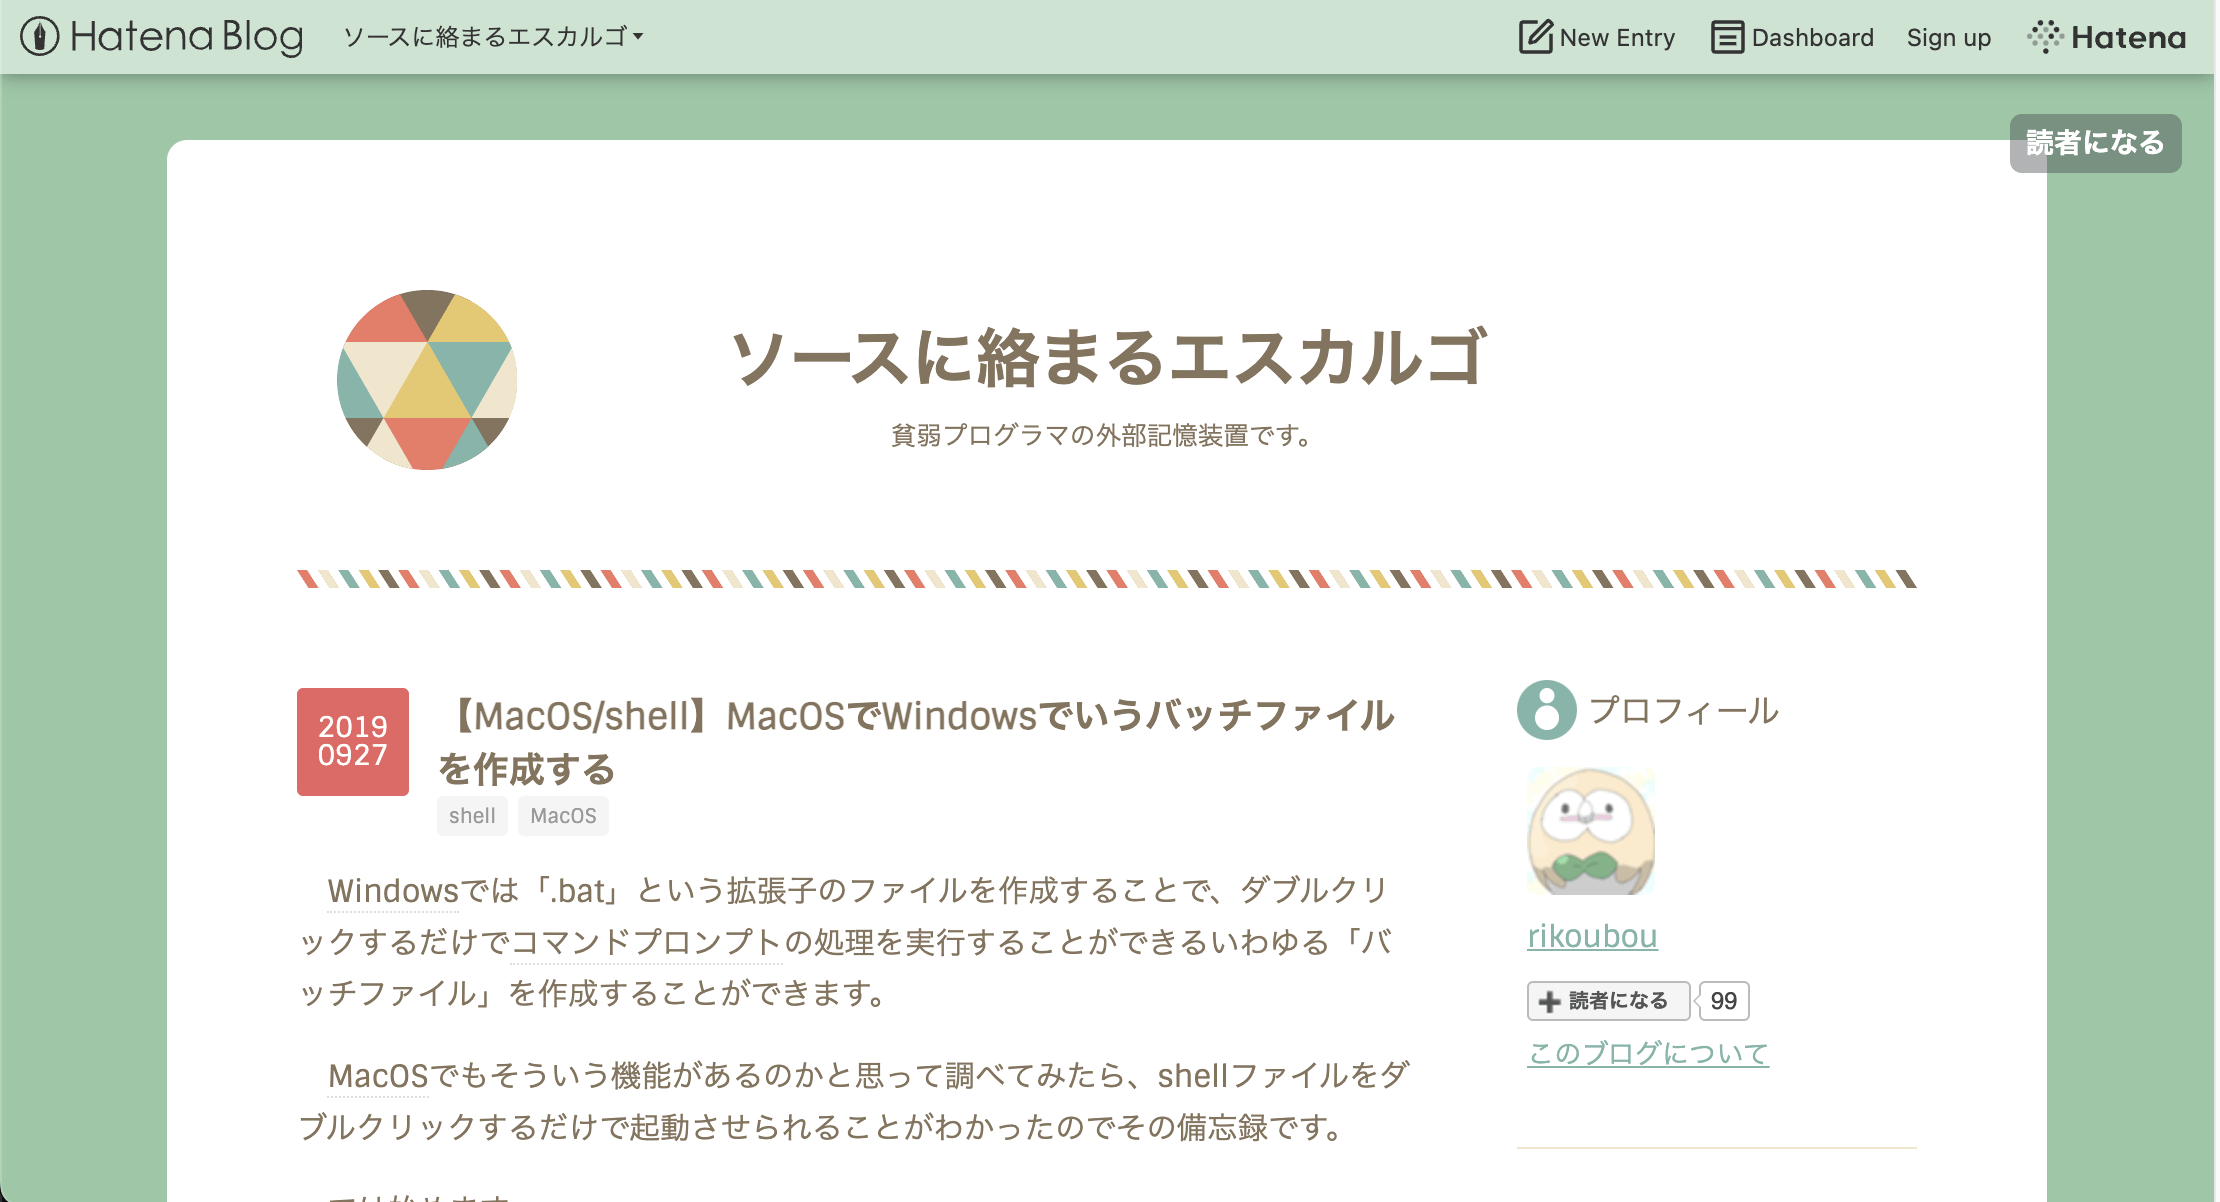 Hatena Blog ソースに絡まるエスカルゴ New Entry Dashboard Sign up Hatena
読者になる
ソースに絡まるエスカルゴ
貧弱プログラマの外部記憶装置です。
2019
0927
【MacOS/shell】MacOSでWindowsでいうバッチファイル
を作成する
shell MacOS
Windowsでは「.bat」という拡張子のファイルを作成することで、ダブルクリ
ックするだけでコマンドプロンプトの処理を実行することができるいわゆる「バ
ッチファイル」を作成することができます。
MacOSでもそういう機能があるのかと思って調べてみたら、shellファイルをダ
ブルクリックするだけで起動させられることがわかったのでその備忘録です。
プロフィール
rikoubou
読者になる 99
このブログについて